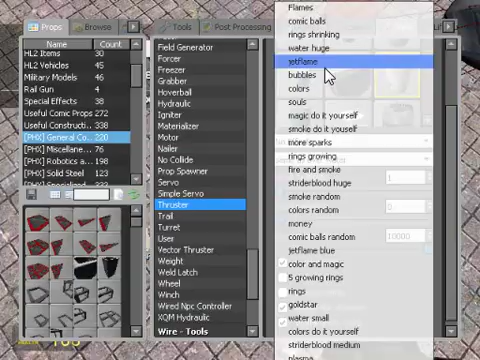 Props
Browse
Name
Count
HL2 Items
30
HL2 Vehicles
45
Military Models
46
Rail Gun
4
Special Effects
38
Useful Comic Props
272
Useful Constructi...
338
[PHX] General Co...
220
[PHX] Miscellane...
[PHX] Robotics a...
[PHX] Solid Steel
123
Tools
Post Processing
Field Generator
Forcer
Freezer
Grabber
Hoverball
Hydraulic
Igniter
Materializer
Motor
Nailer
No Collide
Prop Spawner
Servo
Simple Servo
Thruster
Trail
Turret
User
Vector Thruster
Weight
Weld Latch
Wheel
Winch
Wired Npc Controller
XQM Hydraulic
Wire - Tools
Flames
comic balls
rings shrinking
water huge
jetflame
bubbles
colors
souls
magic do it yourself
smoke do it youself
more sparks
rings growing
fire and smoke
striderblood huge
smoke random
colors random
money
comic balls random
jetflame blue
color and magic
5 growing rings
rings
goldstar
water small
colors do it yourself
striderblood medium
plasma
1
10000